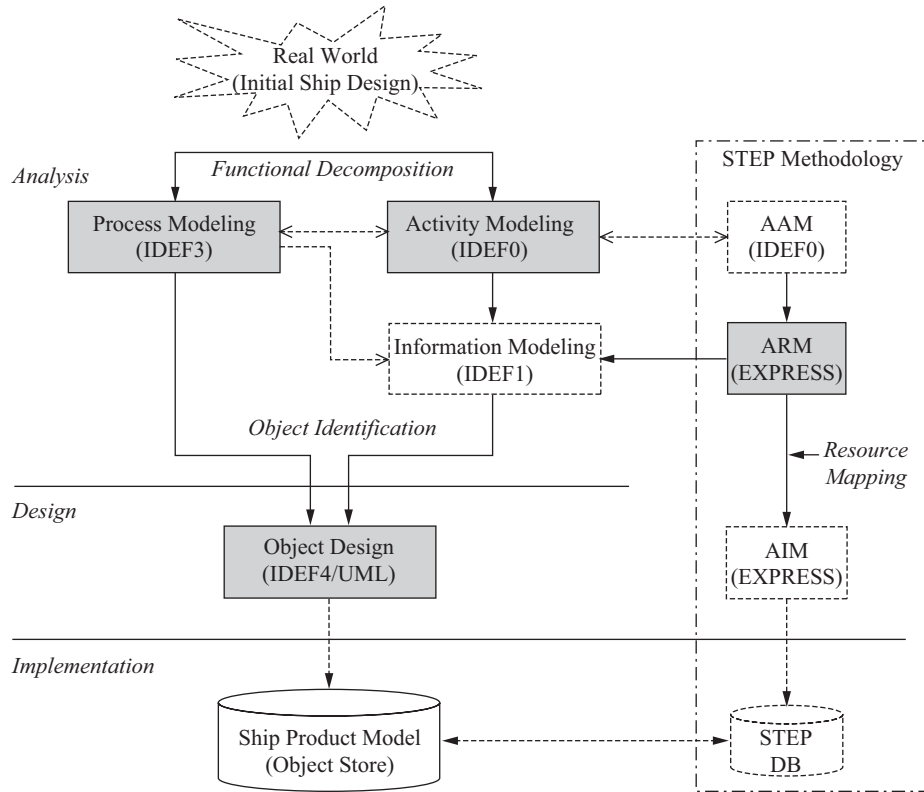 Real World
(Initial Ship Design)
Functional Decomposition
STEP Methodology
Analysis
Process Modeling
(IDEF3)
Activity Modeling
(IDEF0)
AAM
(IDEF0)
Information Modeling
(IDEF1)
ARM
(EXPRESS)
Object Identification
Resource
Mapping
Design
Object Design
(IDEF4/UML)
AIM
(EXPRESS)
Implementation
Ship Product Model
(Object Store)
STEP
DB